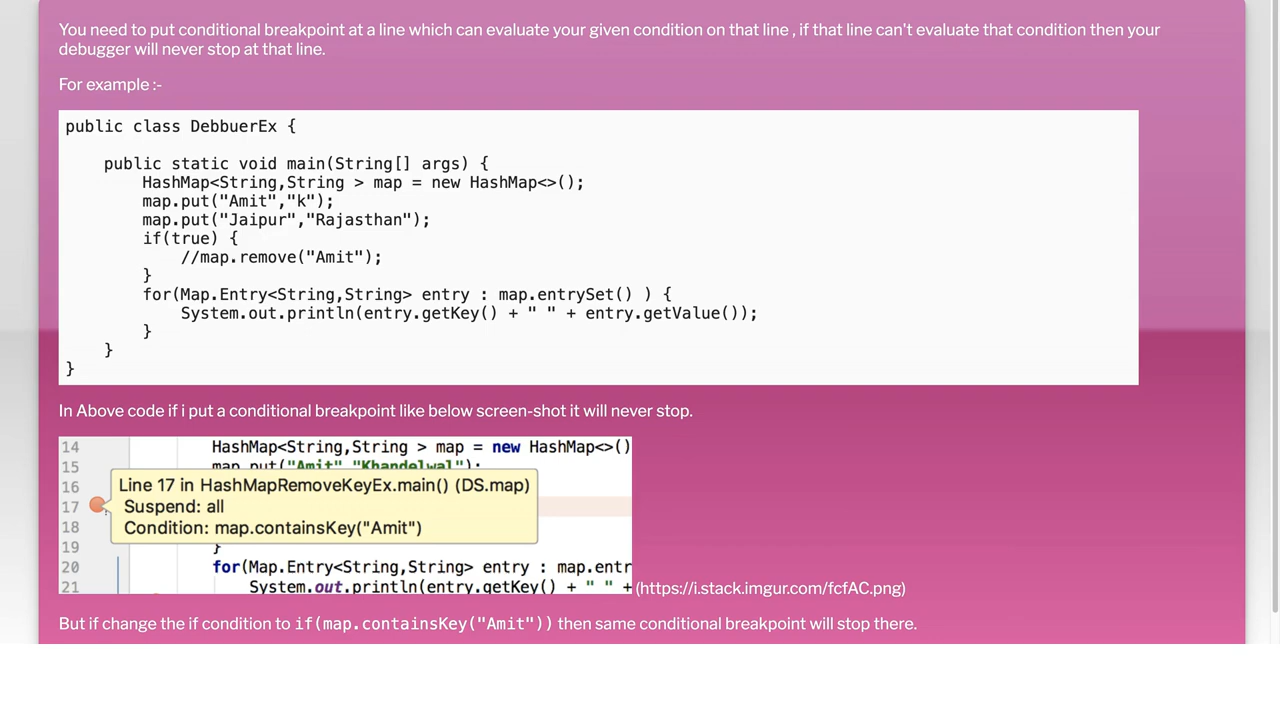 You need to put conditional breakpoint at a line which can evaluate your given condition on that line , if that line can't evaluate that condition then your
debugger will never stop at that line.
For example :-
public class DebbuerEx {
public static void main(String[] args) {
HashMap<String,String > map = new HashMap<>();
map.put("Amit","k");
map.put("Jaipur","Rajasthan");
if(true) {
//map.remove("Amit");
}
for(Map.Entry<String,String> entry : map.entrySet() ) {
System.out.println(entry.getKey() + " " + entry.getValue());
}
}
}
In Above code if i put a conditional breakpoint like below screen-shot it will never stop.
14 HashMap<String,String > map = new HashMap<>()
15 map.put("Amit","Khandelwal");
16 Line 17 in HashMapRemoveKeyEx.main() (DS.map)
17 Suspend: all
18 Condition: map.containsKey("Amit")
19 }
20 for(Map.Entry<String,String> entry : map.entr
21 System.out.println(entry.getKey() + " " + (https://i.stack.imgur.com/fcfAC.png)
But if change the if condition to if(map.containsKey("Amit")) then same conditional breakpoint will stop there.